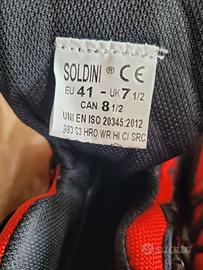 SOLDINI CE
EU 41 - UK 7 1/2
CAN 8 1/2
UNI EN ISO 20345:2012
S3 HRO WR HI CI SRC
subito